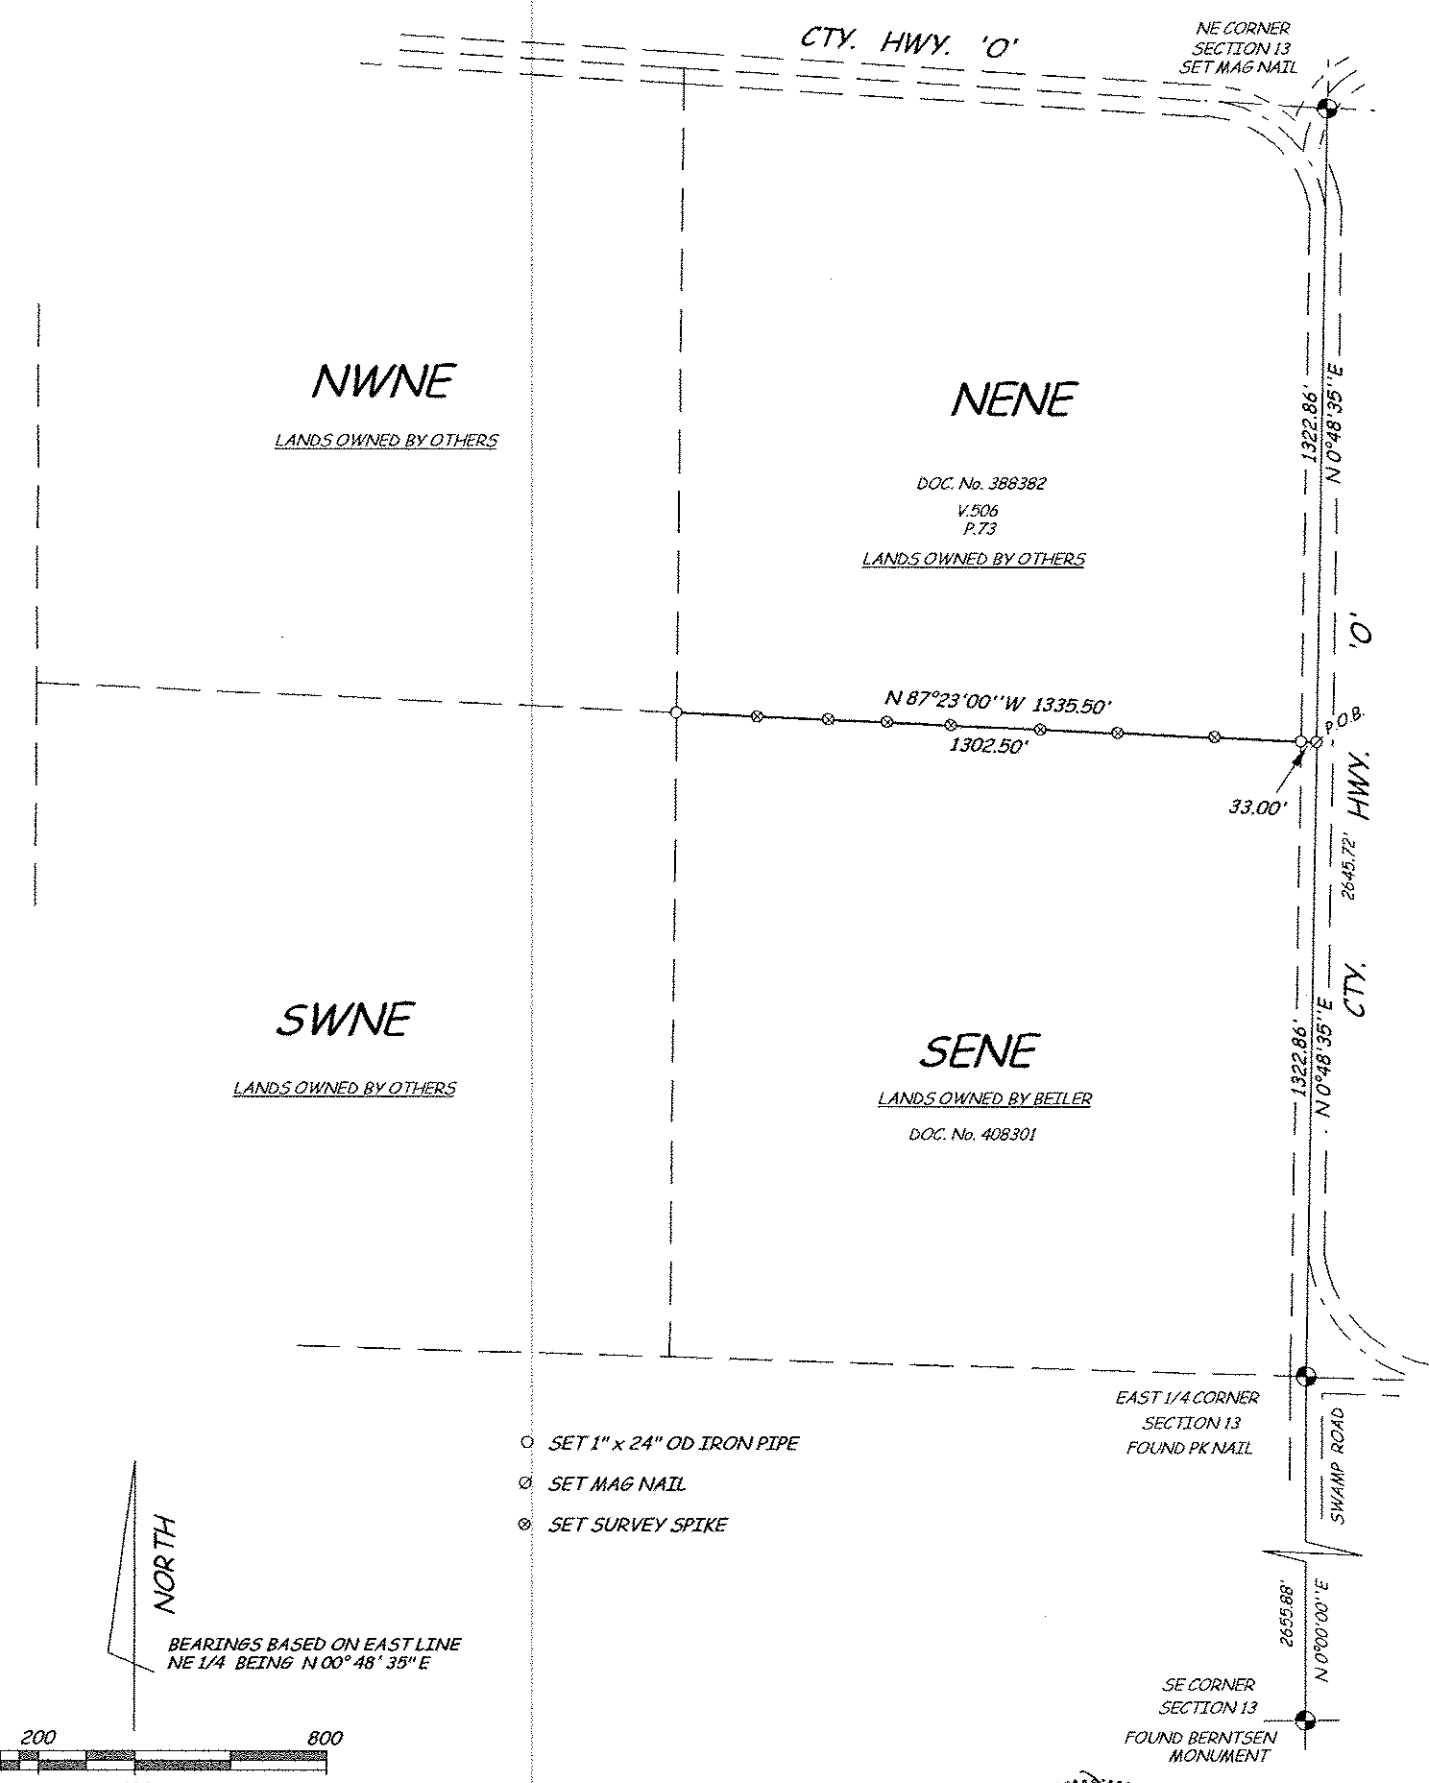 CTY. HWY. 'O'
NE CORNER
SECTION 13
SET MAG NAIL
NWNE
LANDS OWNED BY OTHERS
NENE
DOC. No. 388382
V.506
P.73
LANDS OWNED BY OTHERS
1322.86'
N 0°48'35''E
N 87°23'00''W 1335.50'
1302.50'
P.O.B.
33.00'
CTY. HWY. 'O'
2645.72'
SWNE
LANDS OWNED BY OTHERS
SENE
LANDS OWNED BY BEILER
DOC. No. 408301
1322.86'
N 0°48'35''E
EAST 1/4 CORNER
SECTION 13
FOUND PK NAIL
SWAMP ROAD
SET 1" x 24" OD IRON PIPE
SET MAG NAIL
SET SURVEY SPIKE
NORTH
BEARINGS BASED ON EAST LINE
NE 1/4 BEING N 00° 48' 35" E
2655.88'
N 0°00'00''E
SE CORNER
SECTION 13
FOUND BERNTSEN
MONUMENT
200 800